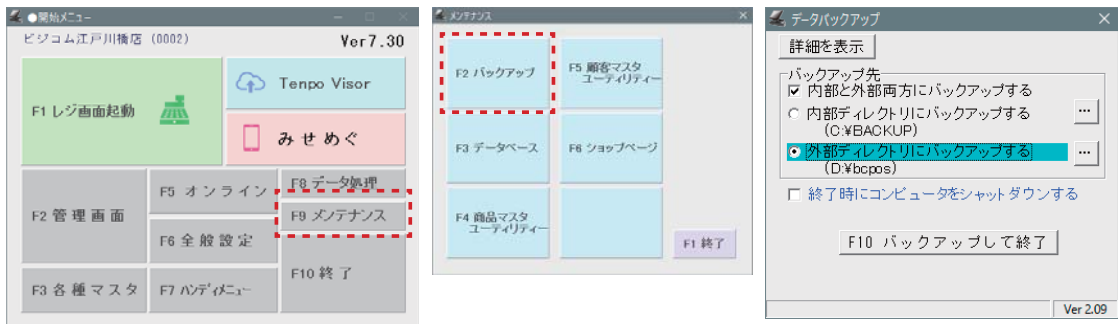 ●開始メニュー
ビジコム江戸川橋店 (0002)
Ver7.30
F1 レジ画面起動
Tenpo Visor
みせめぐ
F2 管理画面
F5 オンライン
F8 データ処理
F9 メンテナンス
F6 全般設定
F10 終了
F3 各種マスタ
F7 ハンディメニュー
メンテナンス
F2 バックアップ
F5 顧客マスタ
ユーティリティー
F3 データベース
F6 ショップページ
F4 商品マスタ
ユーティリティー
F1 終了
データバックアップ
詳細を表示
バックアップ先
内部と外部両方にバックアップする
内部ディレクトリにバックアップする
(C:¥BACKUP)
...
外部ディレクトリにバックアップする
(D:¥bcpos)
...
終了時にコンピュータをシャットダウンする
F10 バックアップして終了
Ver 2.09